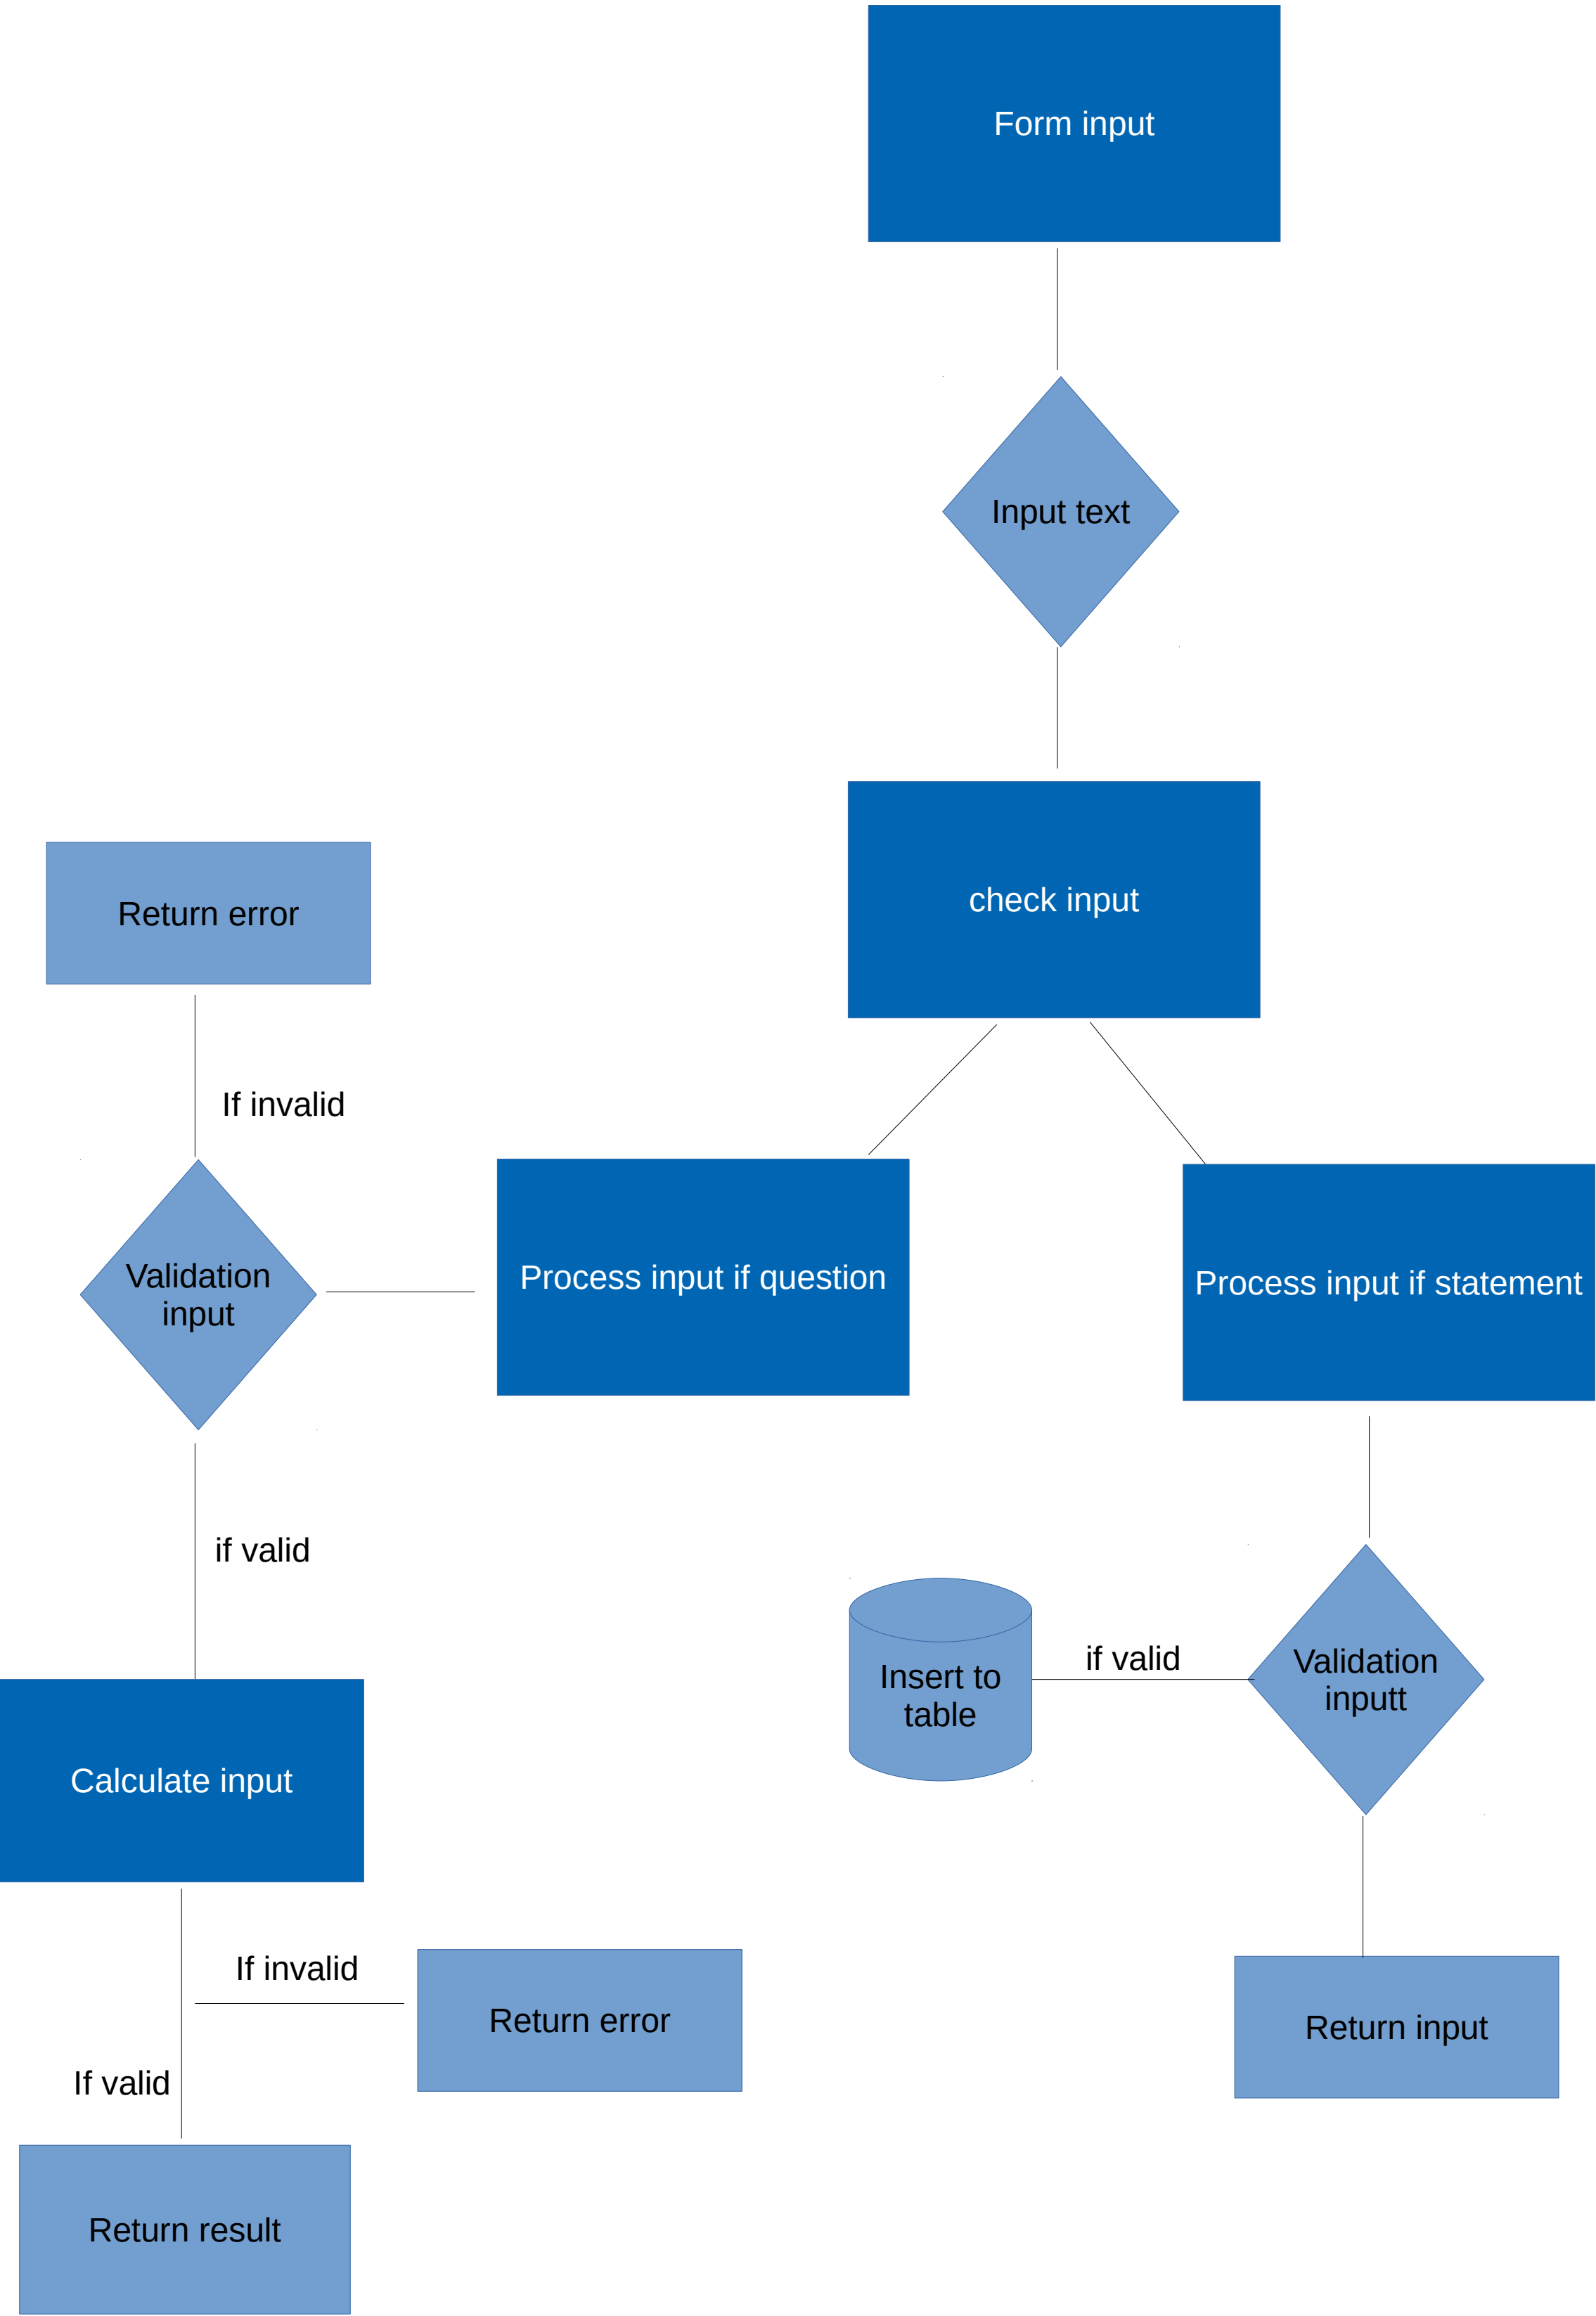 Form input
Input text
check input
Return error
If invalid
Validation
input
Process input if question
Process input if statement
if valid
Insert to
table
if valid
Validation
inputt
Calculate input
If invalid
Return error
Return input
If valid
Return result